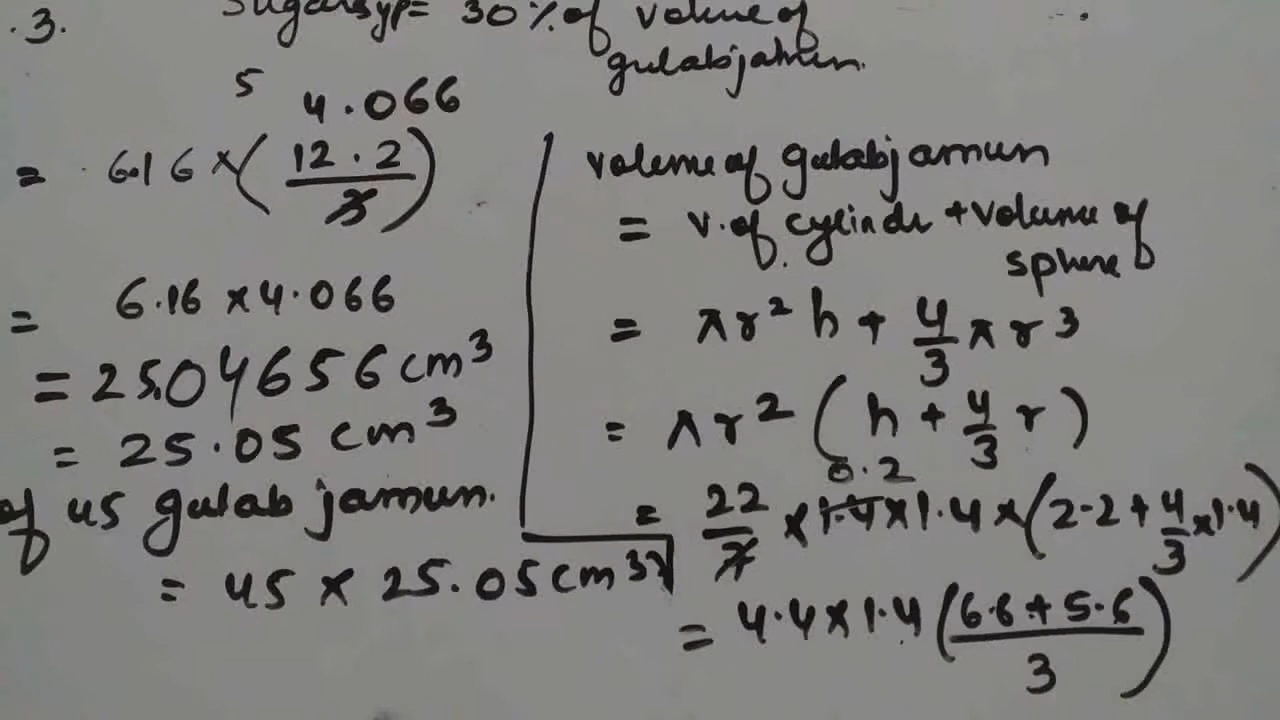 .3.
Sugarsyp = 30% of volume of
gulabjamun.
5
4.066
= 6.16 × (12.2/3)
= 6.16 × 4.066
= 25.04656 cm³
= 25.05 cm³
of 45 gulab jamun.
= 45 × 25.05 cm³
volume of gulabjamun
= v. of cylinde + volume of
sphere
= πr²h + 4/3 πr³
= πr² (h + 4/3 r)
0.2
= 22/7 × 1.4 × 1.4 × (2.2 + 4/3 × 1.4)
= 4.4 × 1.4 (6.6 + 5.6/3)